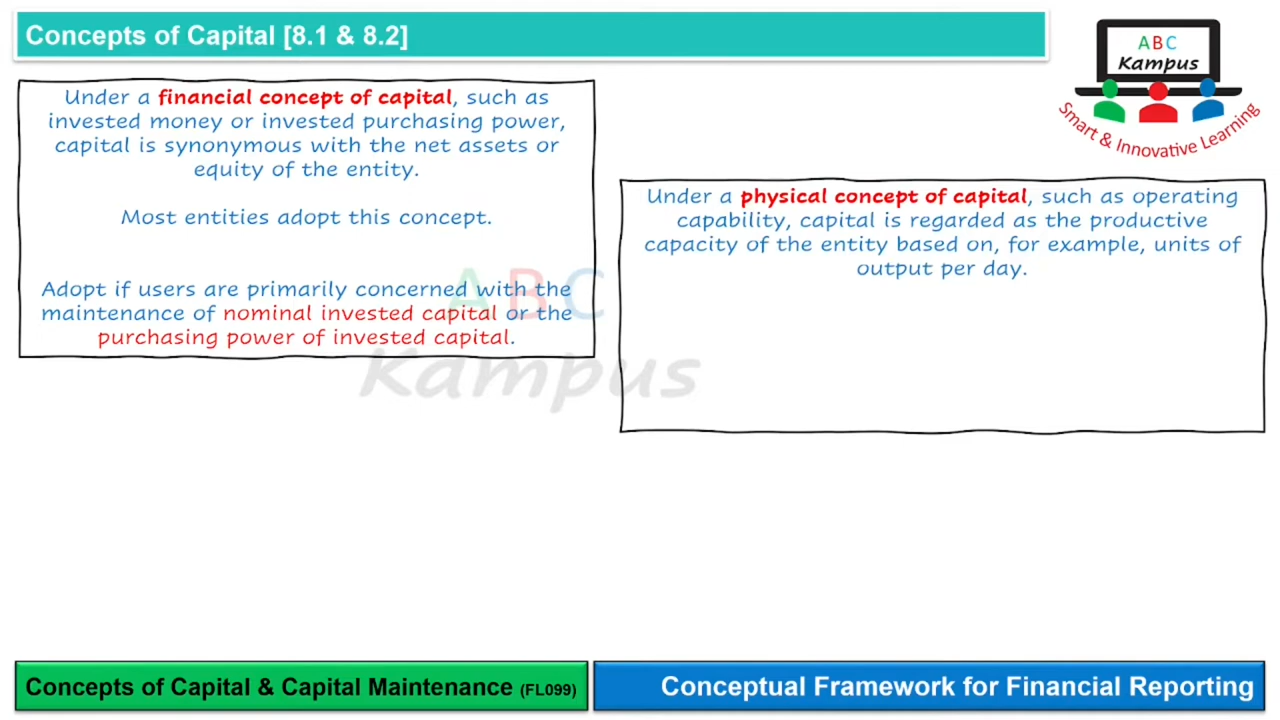 Concepts of Capital [8.1 & 8.2]
ABC
Kampus
Smart & Innovative Learning
Under a financial concept of capital, such as
invested money or invested purchasing power,
capital is synonymous with the net assets or
equity of the entity.
Most entities adopt this concept.
Adopt if users are primarily concerned with the
maintenance of nominal invested capital or the
purchasing power of invested capital.
Under a physical concept of capital, such as operating
capability, capital is regarded as the productive
capacity of the entity based on, for example, units of
output per day.
ABC
Kampus
Concepts of Capital & Capital Maintenance (FL099)
Conceptual Framework for Financial Reporting